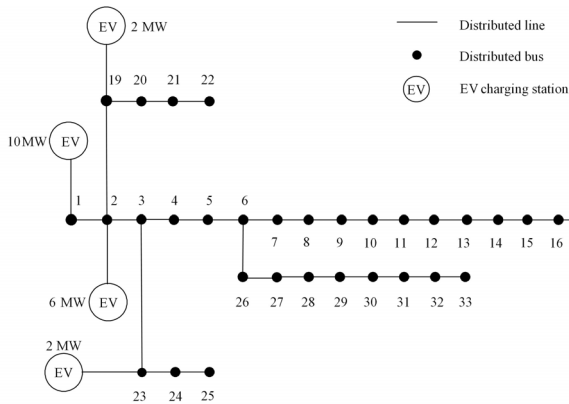 EV 2 MW
Distributed line
Distributed bus
EV EV charging station
19 20 21 22
10MW EV
1 2 3 4 5 6
7 8 9 10 11 12 13 14 15 16
6 MW EV
26 27 28 29 30 31 32 33
2 MW
EV
23 24 25